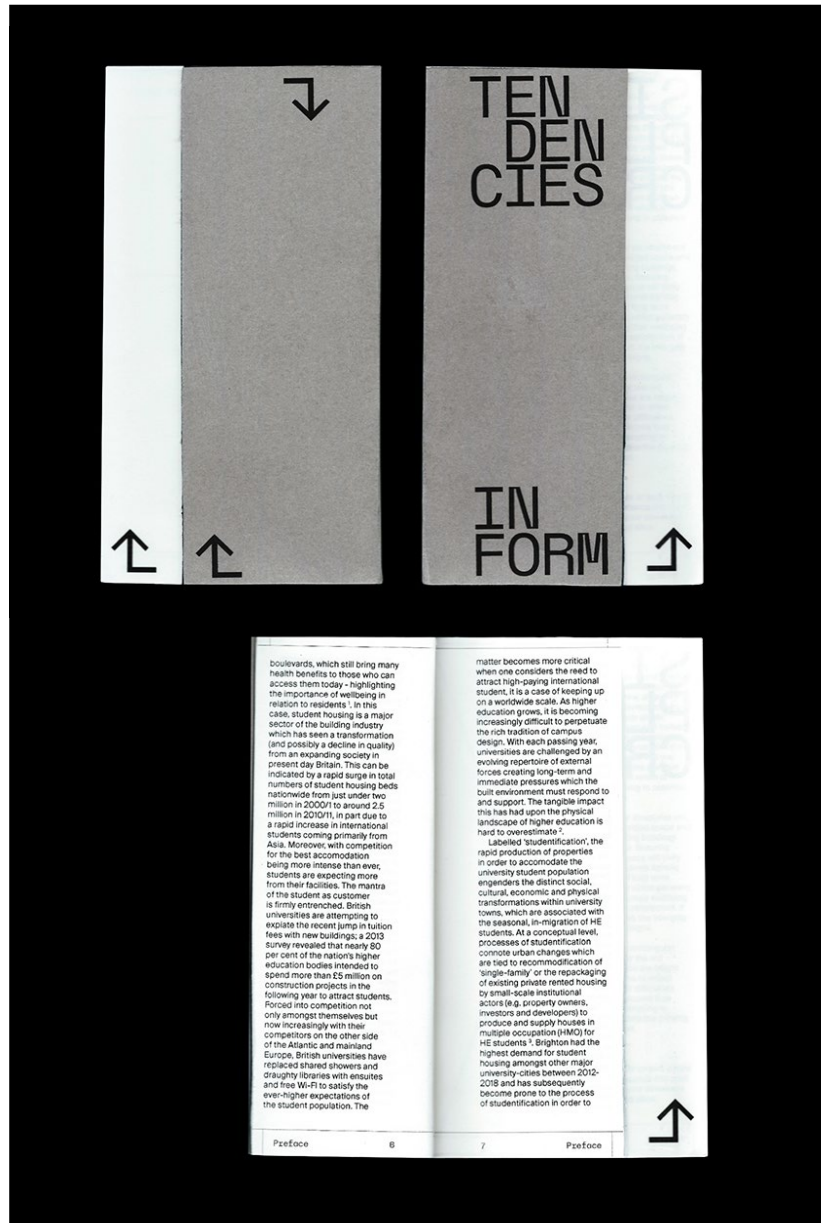 TEN
DEN
CIES
IN
FORM
boulevards, which still bring many
health benefits to those who can
access them today - highlighting
the importance of wellbeing in
relation to residents ¹. In this
case, student housing is a major
sector of the building industry
which has seen a transformation
(and possibly a decline in quality)
from an expanding society in
present day Britain. This can be
indicated by a rapid surge in total
numbers of student housing beds
nationwide from just under two
million in 2000/1 to around 2.5
million in 2010/11, in part due to
a rapid increase in international
students coming primarily from
Asia. Moreover, with competition
for the best accomodation
being more intense than ever,
students are expecting more
from their facilities. The mantra
of the student as customer
is firmly entrenched. British
universities are attempting to
expiate the recent jump in tuition
fees with new buildings; a 2013
survey revealed that nearly 80
per cent of the nation's higher
education bodies intended to
spend more than £5 million on
construction projects in the
following year to attract students.
Forced into competition not
only amongst themselves but
now increasingly with their
competitors on the other side
of the Atlantic and mainland
Europe, British universities have
replaced shared showers and
draughty libraries with ensuites
and free Wi-Fi to satisfy the
ever-higher expectations of
the student population. The
Preface 6
matter becomes more critical
when one considers the reed to
attract high-paying international
student, it is a case of keeping up
on a worldwide scale. As higher
education grows, it is becoming
increasingly difficult to perpetuate
the rich tradition of campus
design. With each passing year,
universities are challenged by an
evolving repertoire of external
forces creating long-term and
immediate pressures which the
built environment must respond to
and support. The tangible impact
this has had upon the physical
landscape of higher education is
hard to overestimate ².
Labelled 'studentification', the
rapid production of properties
in order to accomodate the
university student population
engenders the distinct social,
cultural, economic and physical
transformations within university
towns, which are associated with
the seasonal, in-migration of HE
students. At a conceptual level,
processes of studentification
connote urban changes which
are tied to recommodification of
'single-family' or the repackaging
of existing private rented housing
by small-scale institutional
actors (e.g. property owners,
investors and developers) to
produce and supply houses in
multiple occupation (HMO) for
HE students ³. Brighton had the
highest demand for student
housing amongst other major
university-cities between 2012-
2018 and has subsequently
become prone to the process
of studentification in order to
7 Preface